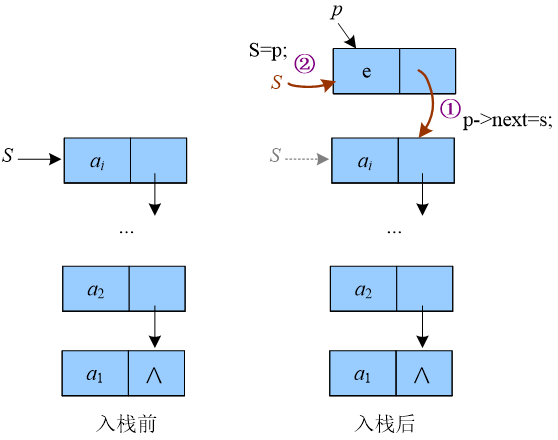 p
S=p;
②
S
e
①
p->next=s;
S
aᵢ
S
aᵢ
...
...
a₂
a₂
a₁ ∧
a₁ ∧
入栈前
入栈后